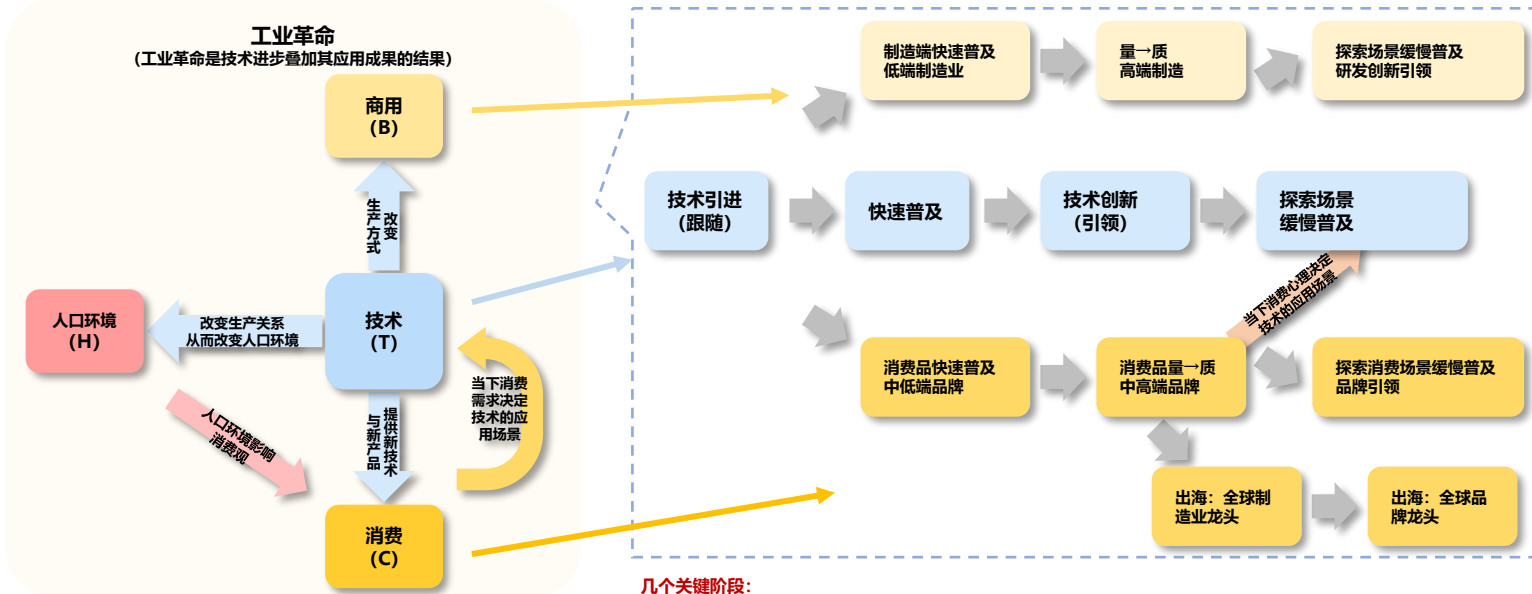 工业革命
（工业革命是技术进步叠加其应用成果的结果）
商用
（B）
改变
生产方式
人口环境
（H）
改变生产关系
从而改变人口环境
技术
（T）
当下消费
需求决定
技术的应
用场景
人口环境影响
消费观
提供新技术
与新产品
消费
（C）
制造端快速普及
低端制造业
量→质
高端制造
探索场景缓慢普及
研发创新引领
技术引进
（跟随）
快速普及
技术创新
（引领）
探索场景
缓慢普及
当下消费心理决定
技术的应用场景
消费品快速普及
中低端品牌
消费品量→质
中高端品牌
探索消费场景缓慢普及
品牌引领
出海：全球制
造业龙头
出海：全球品
牌龙头
几个关键阶段：